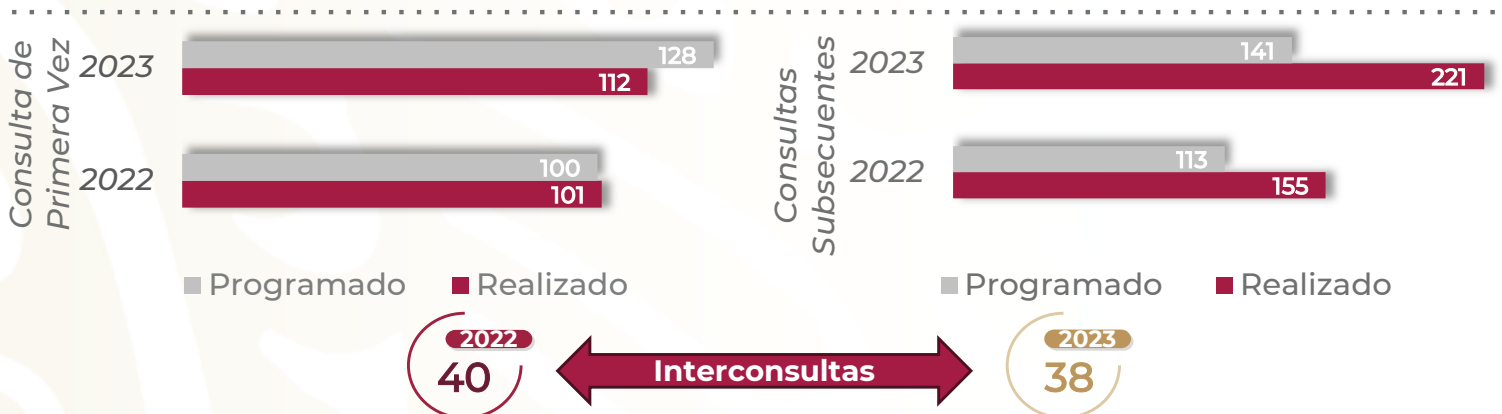 Consulta de
Primera Vez
2023
128
112
2022
100
101
Programado
Realizado
Consultas
Subsecuentes
2023
141
221
2022
113
155
Programado
Realizado
2022
40
Interconsultas
2023
38